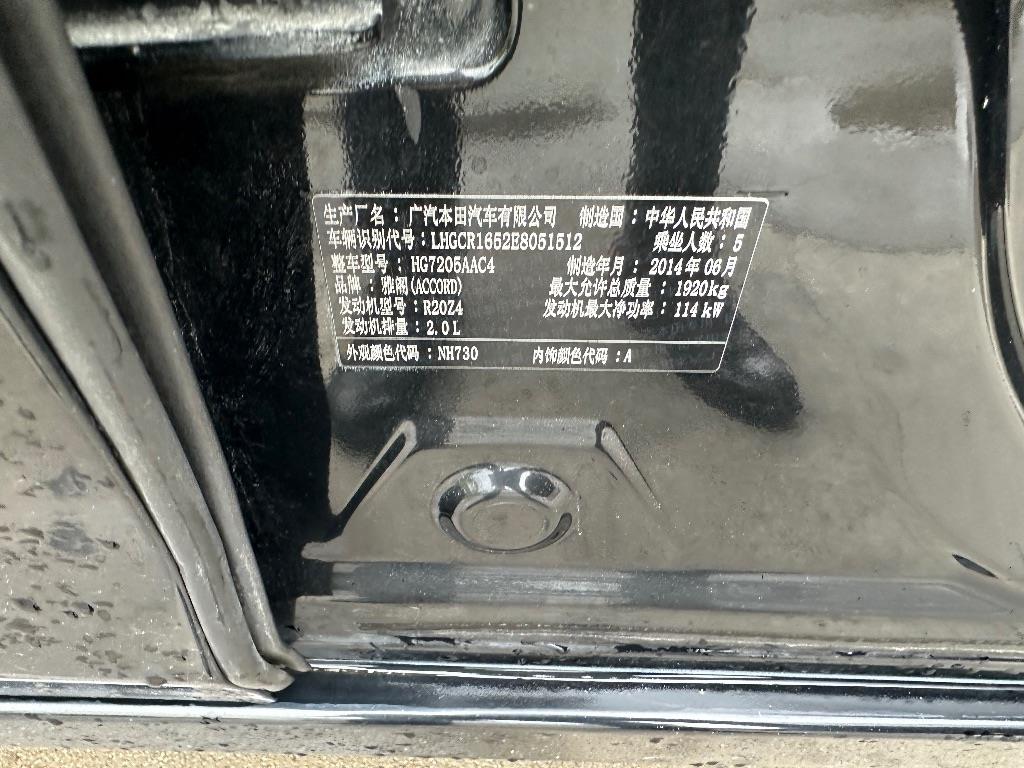 生产厂名：广汽本田汽车有限公司 制造国：中华人民共和国
车辆识别代号：LHGCR1652E8051512 乘坐人数：5
整车型号：HG7205AAC4 制造年月：2014年06月
品牌：雅阁(ACCORD) 最大允许总质量：1920kg
发动机型号：R20Z4 发动机最大净功率：114kW
发动机排量：2.0L
外观颜色代码：NH730 内饰颜色代码：A